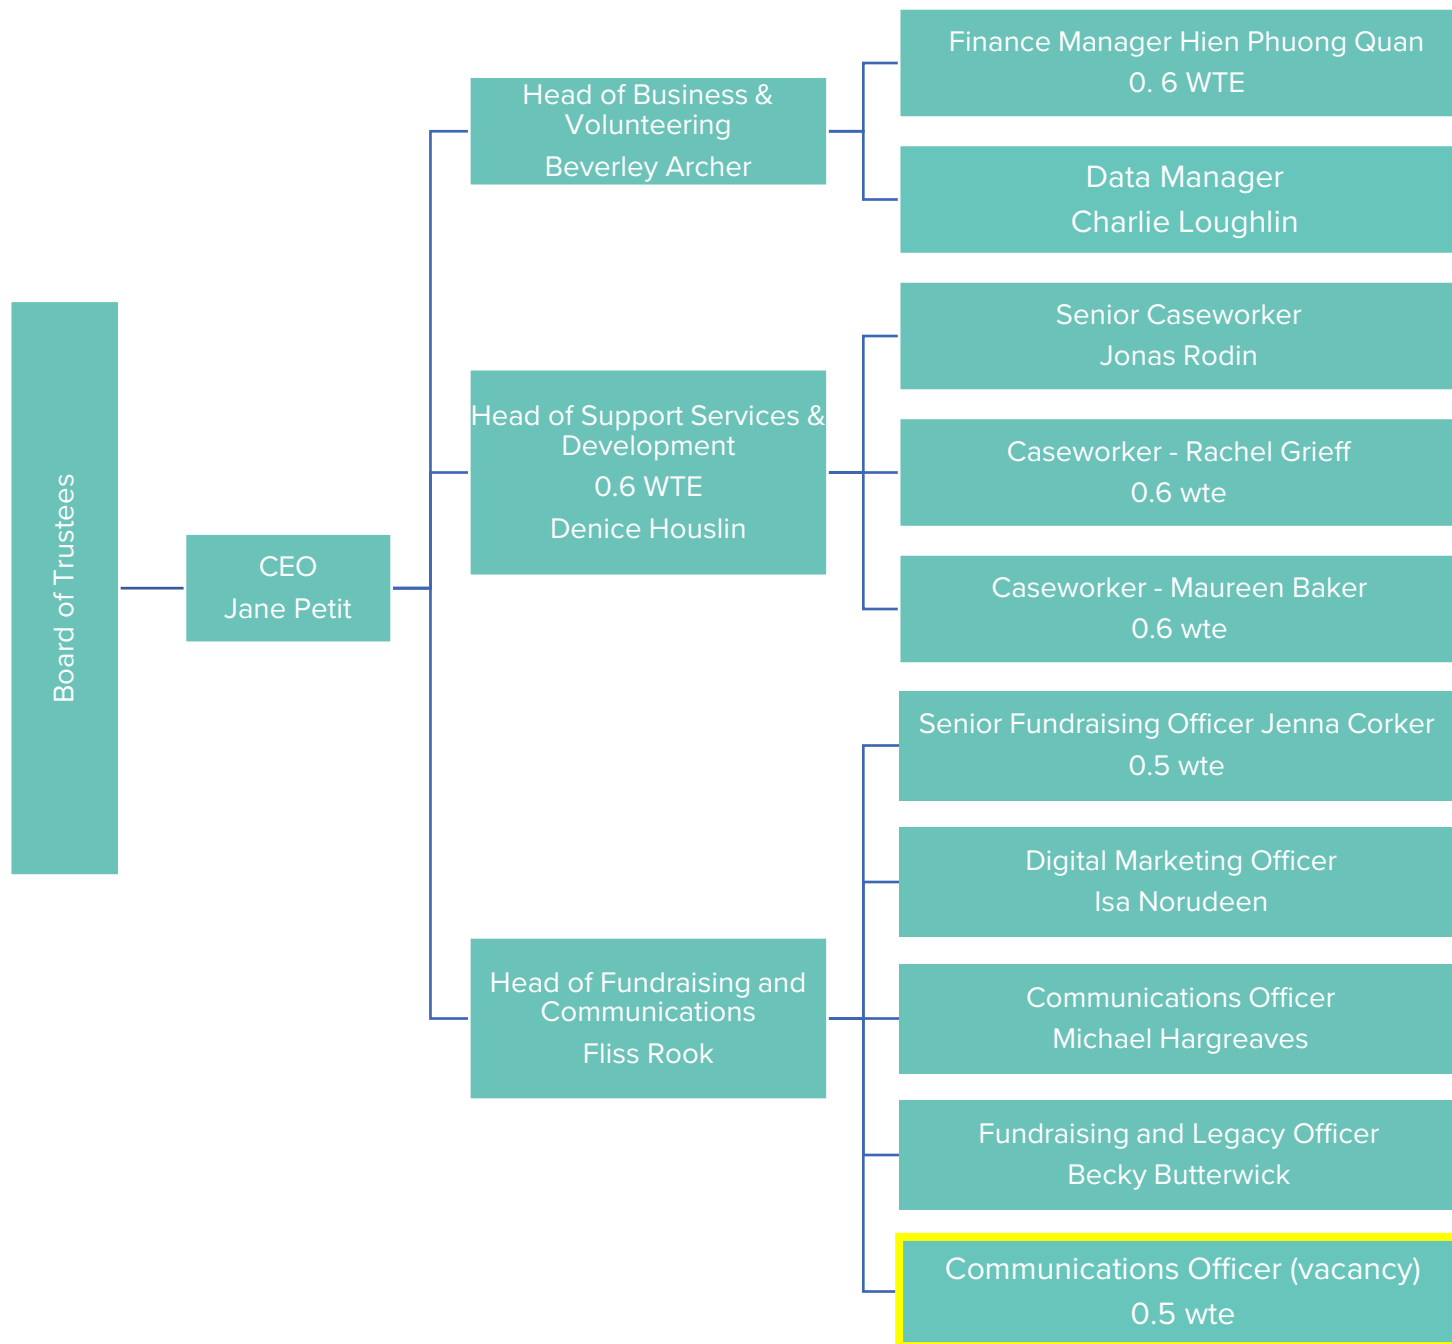 Board of Trustees
CEO
Jane Petit
Head of Business &
Volunteering
Beverley Archer
Finance Manager Hien Phuong Quan
0. 6 WTE
Data Manager
Charlie Loughlin
Head of Support Services &
Development
0.6 WTE
Denice Houslin
Senior Caseworker
Jonas Rodin
Caseworker - Rachel Grieff
0.6 wte
Caseworker - Maureen Baker
0.6 wte
Head of Fundraising and
Communications
Fliss Rook
Senior Fundraising Officer Jenna Corker
0.5 wte
Digital Marketing Officer
Isa Norudeen
Communications Officer
Michael Hargreaves
Fundraising and Legacy Officer
Becky Butterwick
Communications Officer (vacancy)
0.5 wte